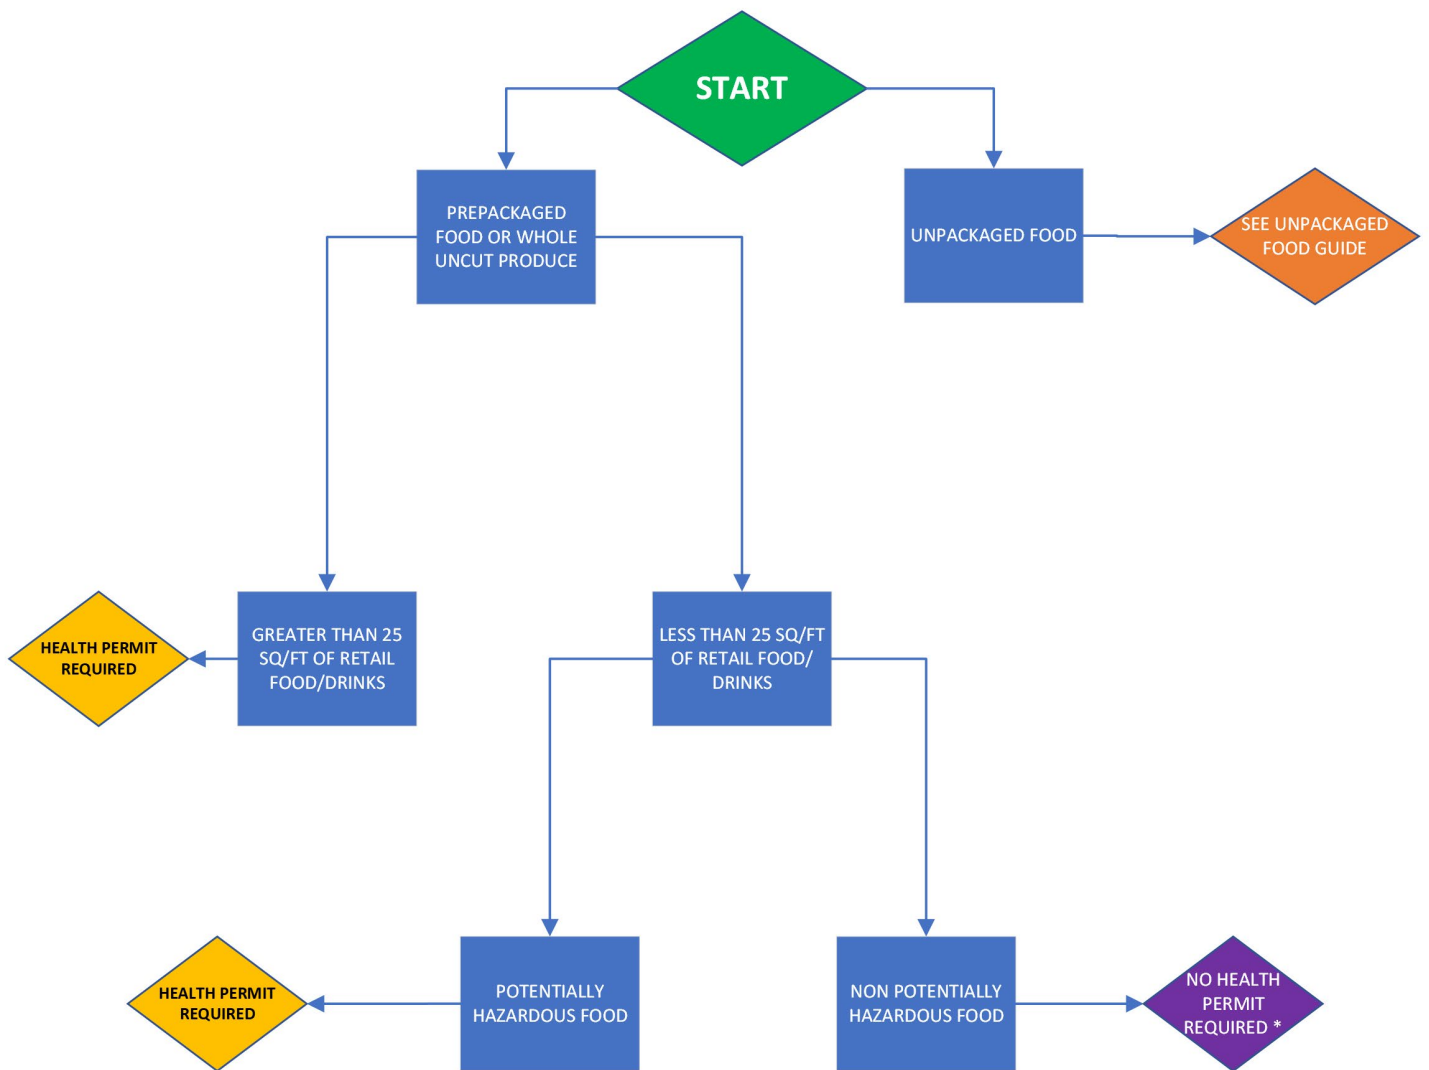 START
PREPACKAGED
FOOD OR WHOLE
UNCUT PRODUCE
UNPACKAGED FOOD
SEE UNPACKAGED
FOOD GUIDE
HEALTH PERMIT
REQUIRED
GREATER THAN 25
SQ/FT OF RETAIL
FOOD/DRINKS
LESS THAN 25 SQ/FT
OF RETAIL FOOD/
DRINKS
HEALTH PERMIT
REQUIRED
POTENTIALLY
HAZARDOUS FOOD
NON POTENTIALLY
HAZARDOUS FOOD
NO HEALTH
PERMIT
REQUIRED *